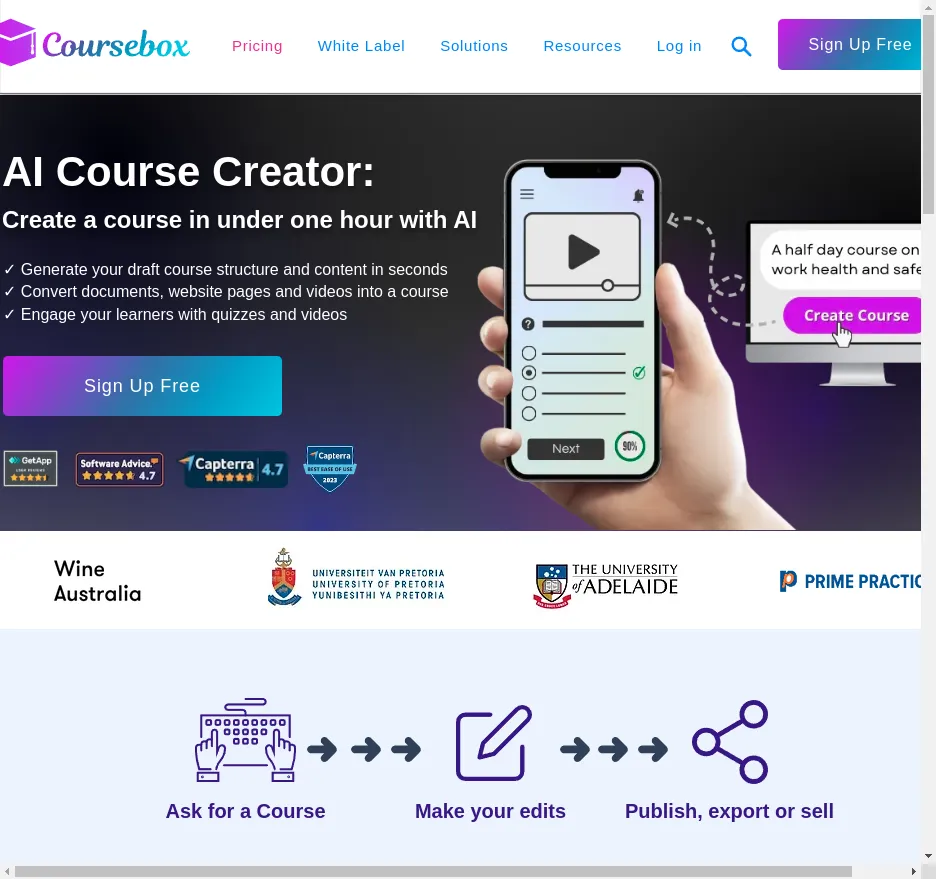 Coursebox
Pricing
White Label
Solutions
Resources
Log in
Sign Up Free
AI Course Creator:
Create a course in under one hour with AI
✓ Generate your draft course structure and content in seconds
✓ Convert documents, website pages and videos into a course
✓ Engage your learners with quizzes and videos
Sign Up Free
GetApp
USER REVIEWS
Software Advice.
4.7
Capterra
4.7
Capterra
BEST EASE OF USE
2023
?
Next
90%
A half day course on
work health and safe
Create Course
Wine
Australia
UNIVERSITEIT VAN PRETORIA
UNIVERSITY OF PRETORIA
YUNIBESITHI YA PRETORIA
THE UNIVERSITY
of ADELAIDE
PRIME PRACTIC
Ask for a Course
Make your edits
Publish, export or sell